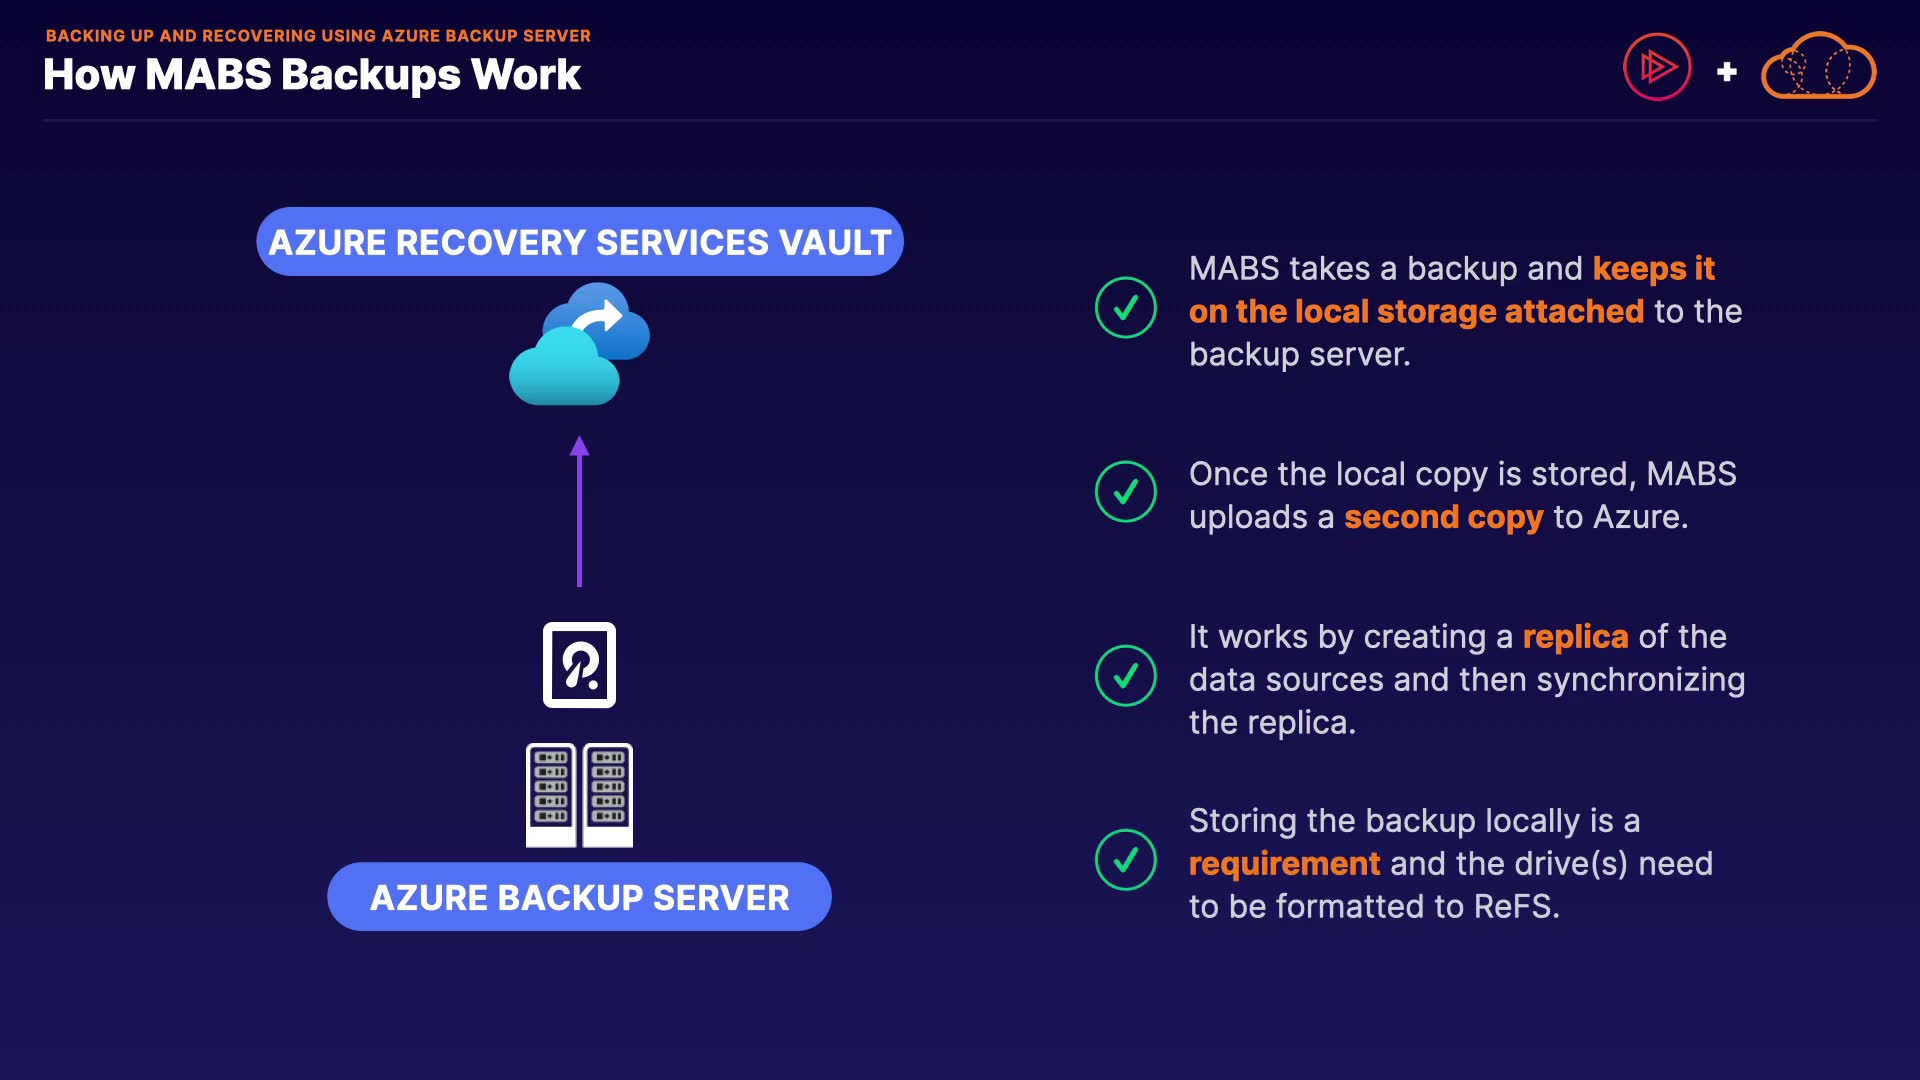 BACKING UP AND RECOVERING USING AZURE BACKUP SERVER
How MABS Backups Work
AZURE RECOVERY SERVICES VAULT
AZURE BACKUP SERVER
MABS takes a backup and keeps it
on the local storage attached to the
backup server.
Once the local copy is stored, MABS
uploads a second copy to Azure.
It works by creating a replica of the
data sources and then synchronizing
the replica.
Storing the backup locally is a
requirement and the drive(s) need
to be formatted to ReFS.